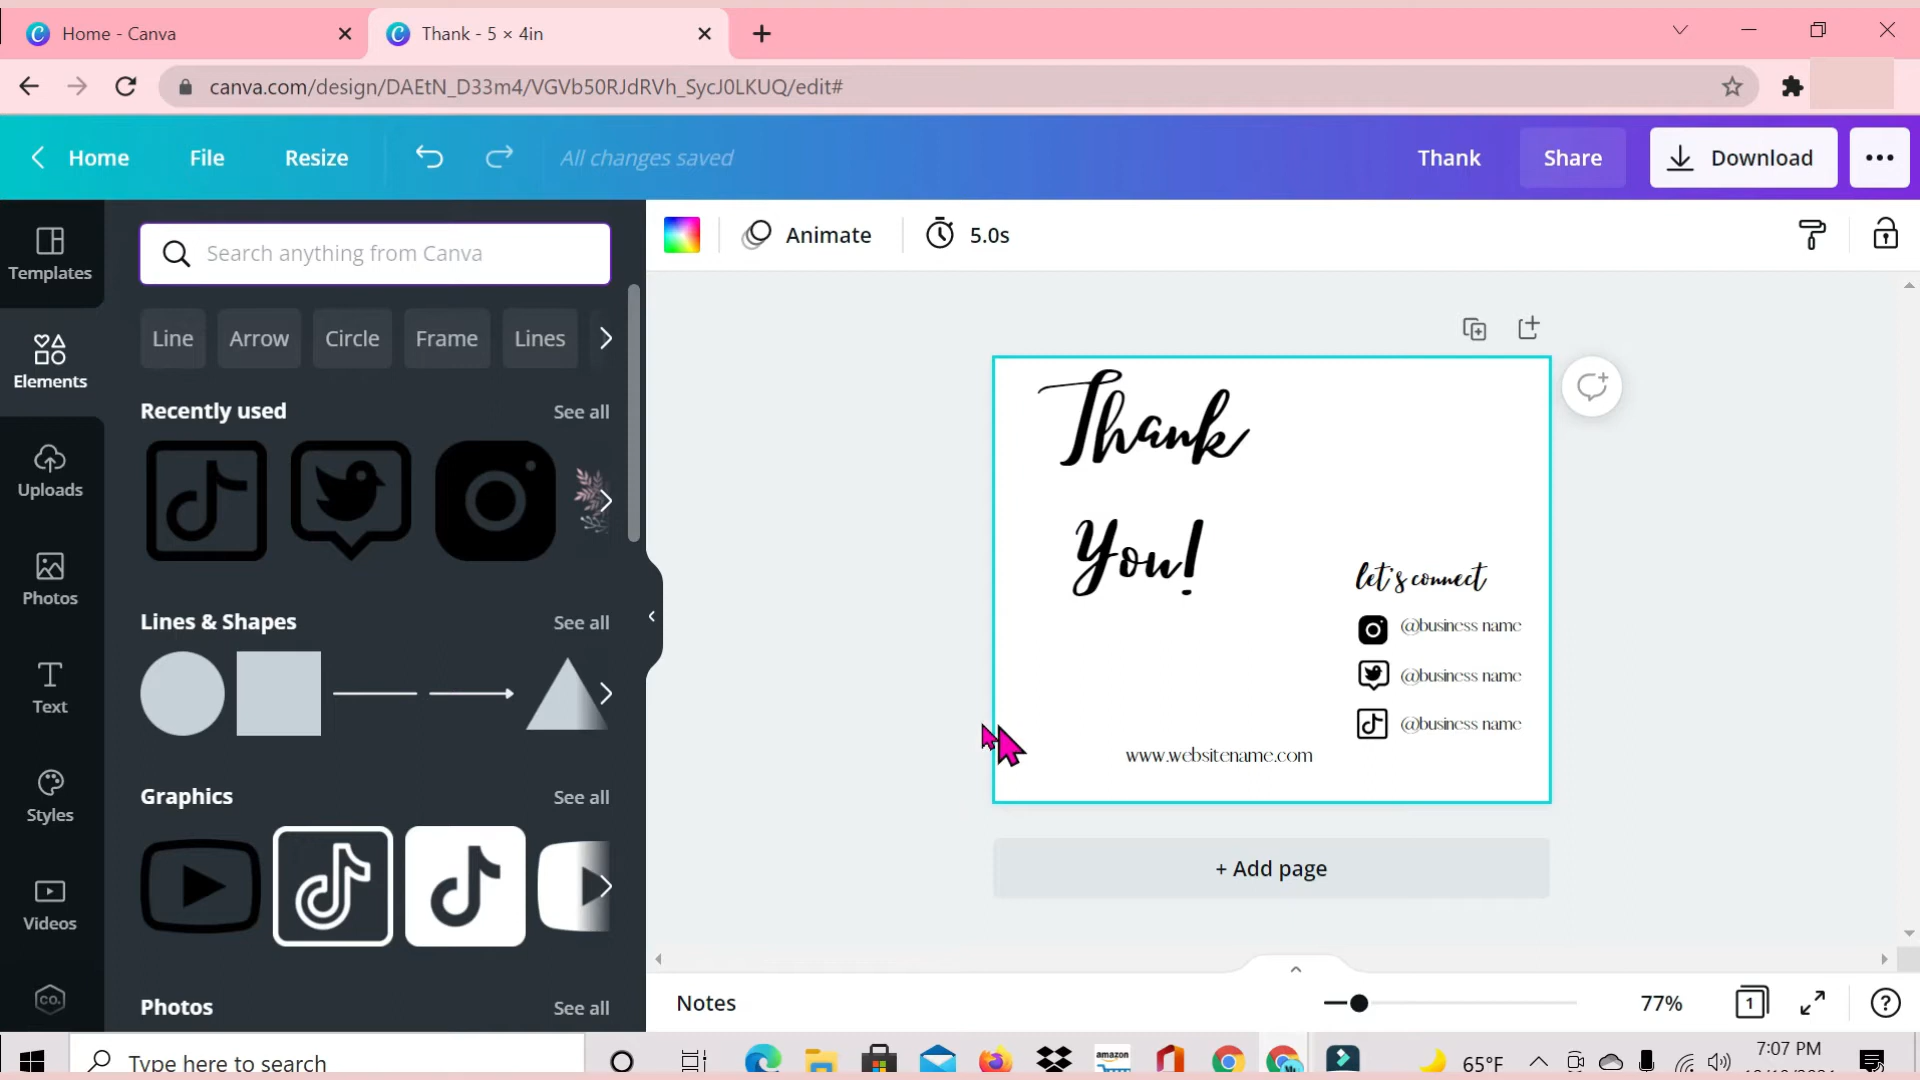 Home - Canva
Thank - 5 × 4in
canva.com/design/DAEtN_D33m4/VGVb50RJdRVh_SycJ0LKUQ/edit#
Home File Resize All changes saved Thank Share Download
Templates
Elements
Uploads
Photos
Text
Styles
Videos
co.
Search anything from Canva
Line Arrow Circle Frame Lines
Recently used See all
Lines & Shapes See all
Graphics See all
Photos See all
Animate 5.0s
Thank
You!
let's connect
@business name
@business name
@business name
www.websitename.com
+ Add page
Notes 77% 1
Type here to search
amazon
65°F
7:07 PM